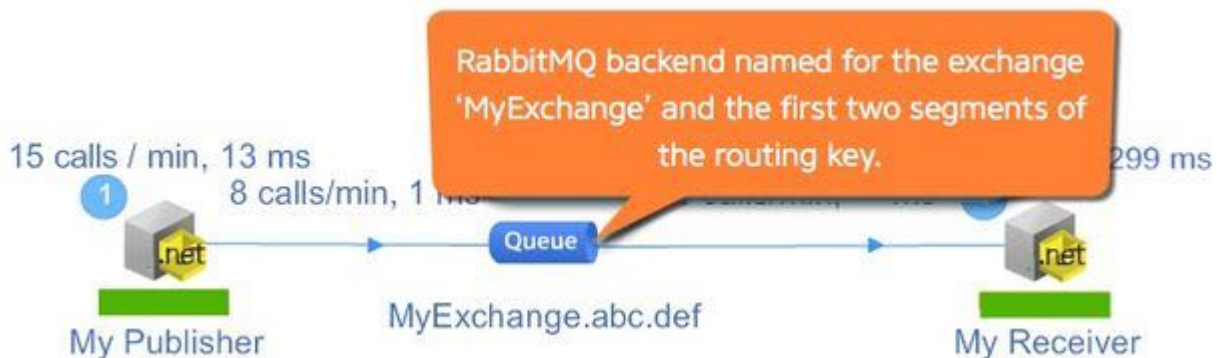 RabbitMQ backend named for the exchange
'MyExchange' and the first two segments of
the routing key.
15 calls / min, 13 ms
299 ms
1
8 calls/min, 1 ms
Queue
.net
.net
MyExchange.abc.def
My Publisher
My Receiver